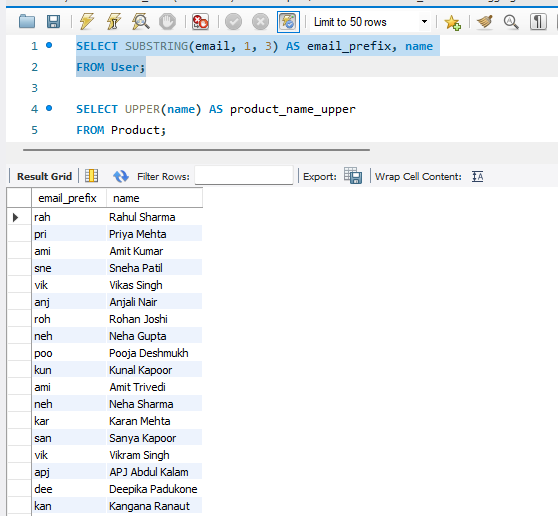 Limit to 50 rows
1 SELECT SUBSTRING(email, 1, 3) AS email_prefix, name
2 FROM User;
3
4 SELECT UPPER(name) AS product_name_upper
5 FROM Product;
Result Grid Filter Rows: Export: Wrap Cell Content: IA
email_prefix name
rah Rahul Sharma
pri Priya Mehta
ami Amit Kumar
sne Sneha Patil
vik Vikas Singh
anj Anjali Nair
roh Rohan Joshi
neh Neha Gupta
poo Pooja Deshmukh
kun Kunal Kapoor
ami Amit Trivedi
neh Neha Sharma
kar Karan Mehta
san Sanya Kapoor
vik Vikram Singh
apj APJ Abdul Kalam
dee Deepika Padukone
kan Kangana Ranaut